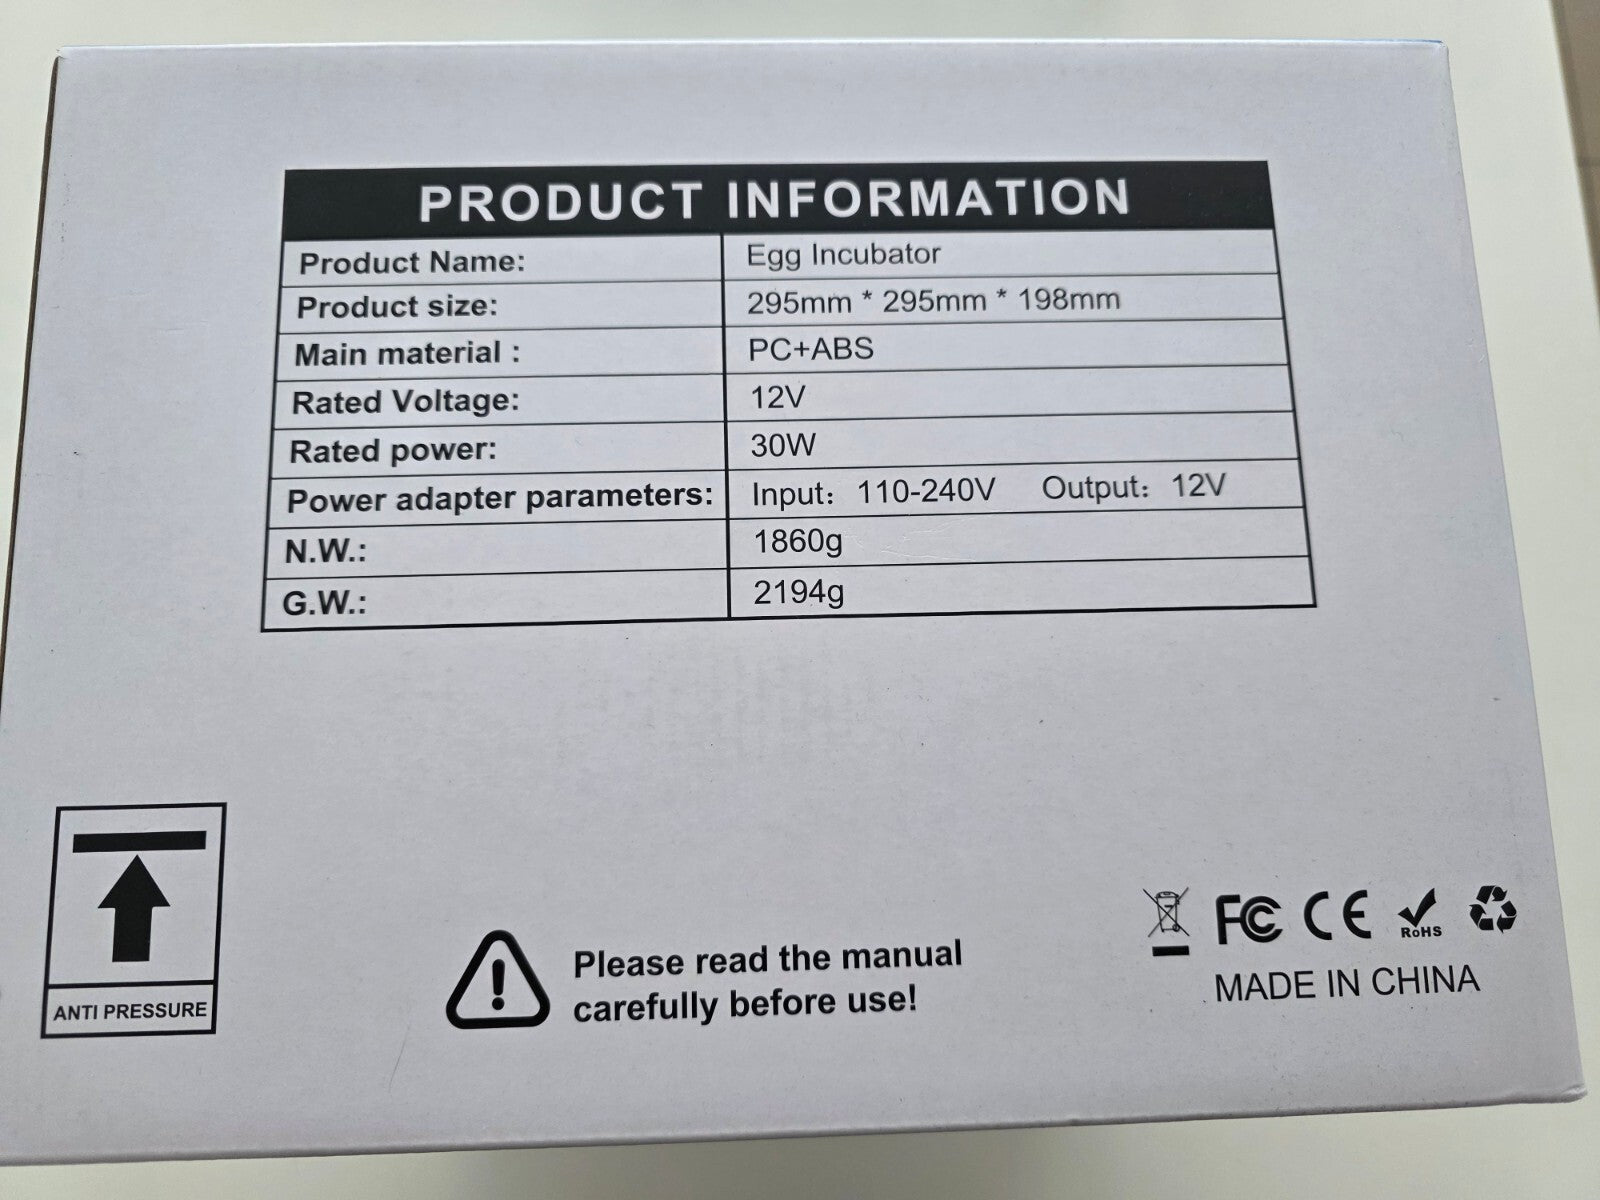 PRODUCT INFORMATION
Product Name: Egg Incubator
Product size: 295mm * 295mm * 198mm
Main material : PC+ABS
Rated Voltage: 12V
Rated power: 30W
Power adapter parameters: Input: 110-240V Output: 12V
N.W.: 1860g
G.W.: 2194g
ANTI PRESSURE
Please read the manual
carefully before use!
FC CE RoHS
MADE IN CHINA